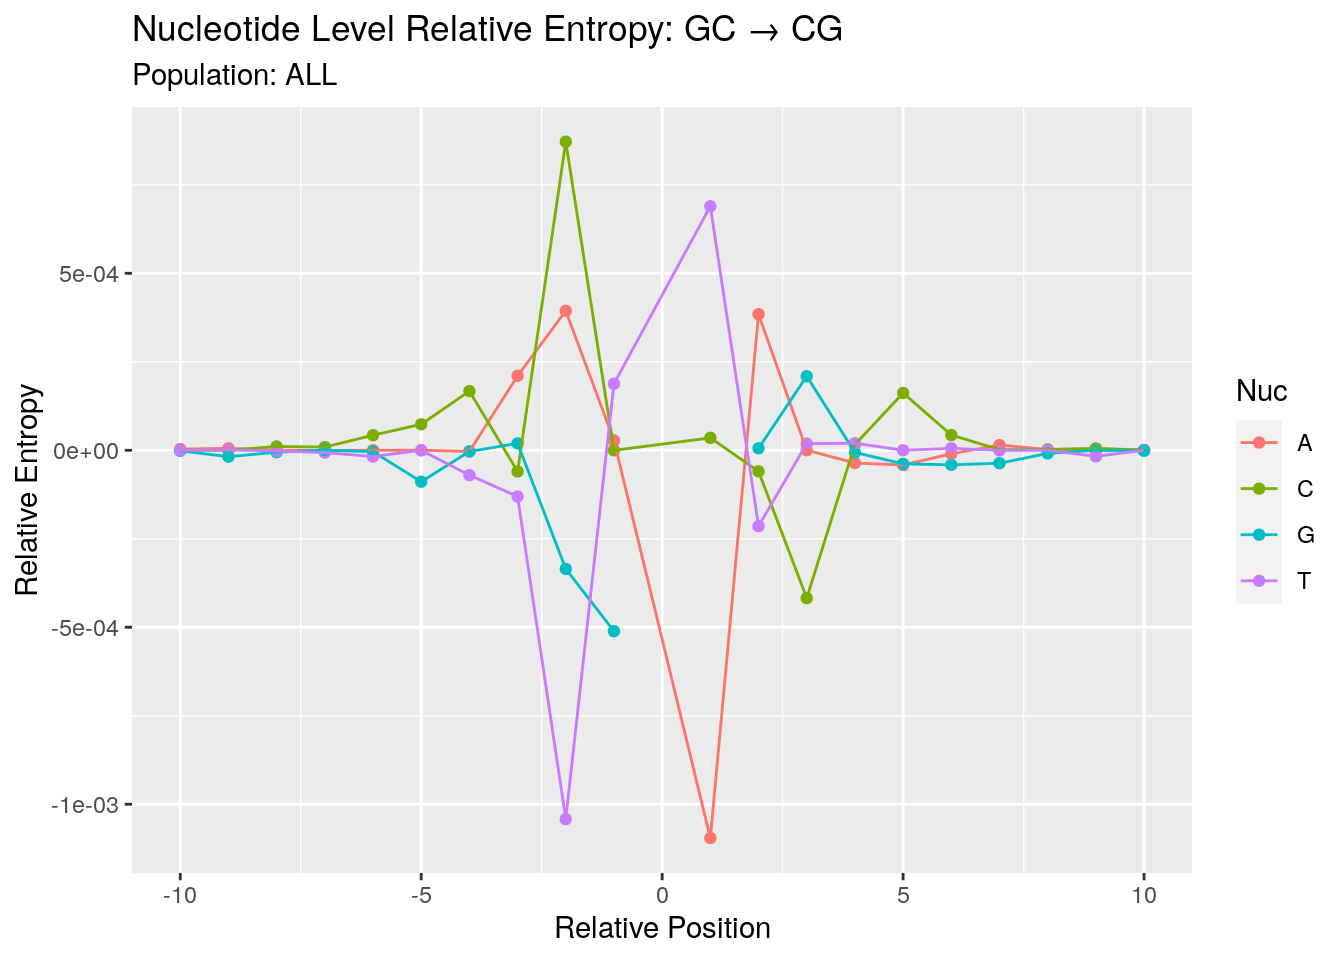 Nucleotide Level Relative Entropy: GC → CG
Population: ALL
Relative Entropy
5e-04
0e+00
-5e-04
-1e-03
-10
-5
0
5
10
Relative Position
Nuc
A
C
G
T